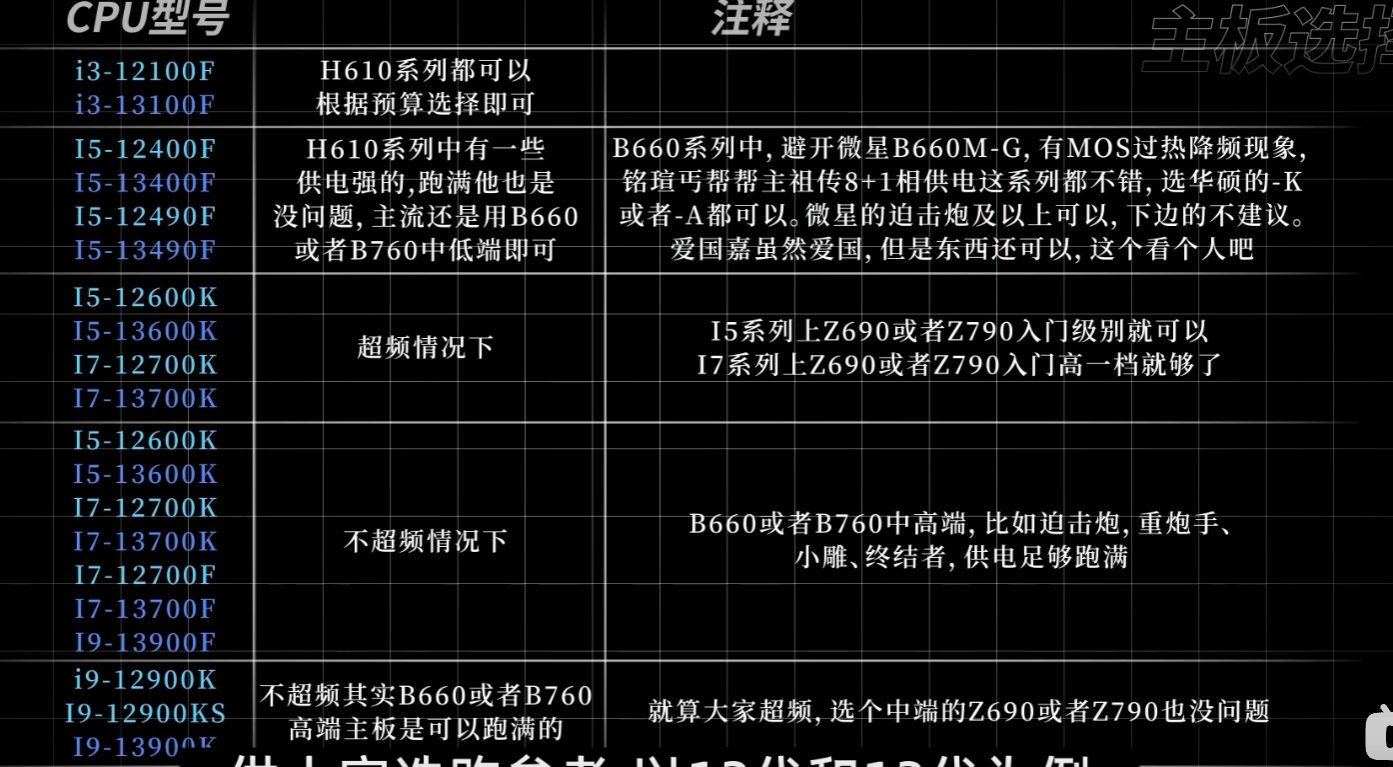 CPU型号
注释
主板选择
i3-12100F
i3-13100F
H610系列都可以
根据预算选择即可
I5-12400F
I5-13400F
I5-12490F
I5-13490F
H610系列中有一些
供电强的,跑满他也是
没问题, 主流还是用B660
或者B760中低端即可
B660系列中, 避开微星B660M-G, 有MOS过热降频现象,
铭瑄丐帮帮主祖传8+1相供电这系列都不错, 选华硕的-K
或者-A都可以。微星的迫击炮及以上可以, 下边的不建议。
爱国嘉虽然爱国, 但是东西还可以, 这个看个人吧
I5-12600K
I5-13600K
I7-12700K
I7-13700K
超频情况下
I5系列上Z690或者Z790入门级别就可以
I7系列上Z690或者Z790入门高一档就够了
I5-12600K
I5-13600K
I7-12700K
I7-13700K
I7-12700F
I7-13700F
I9-13900F
不超频情况下
B660或者B760中高端, 比如迫击炮, 重炮手、
小雕、终结者, 供电足够跑满
i9-12900K
I9-12900KS
I9-13900K
不超频其实B660或者B760
高端主板是可以跑满的
就算大家超频, 选个中端的Z690或者Z790也没问题